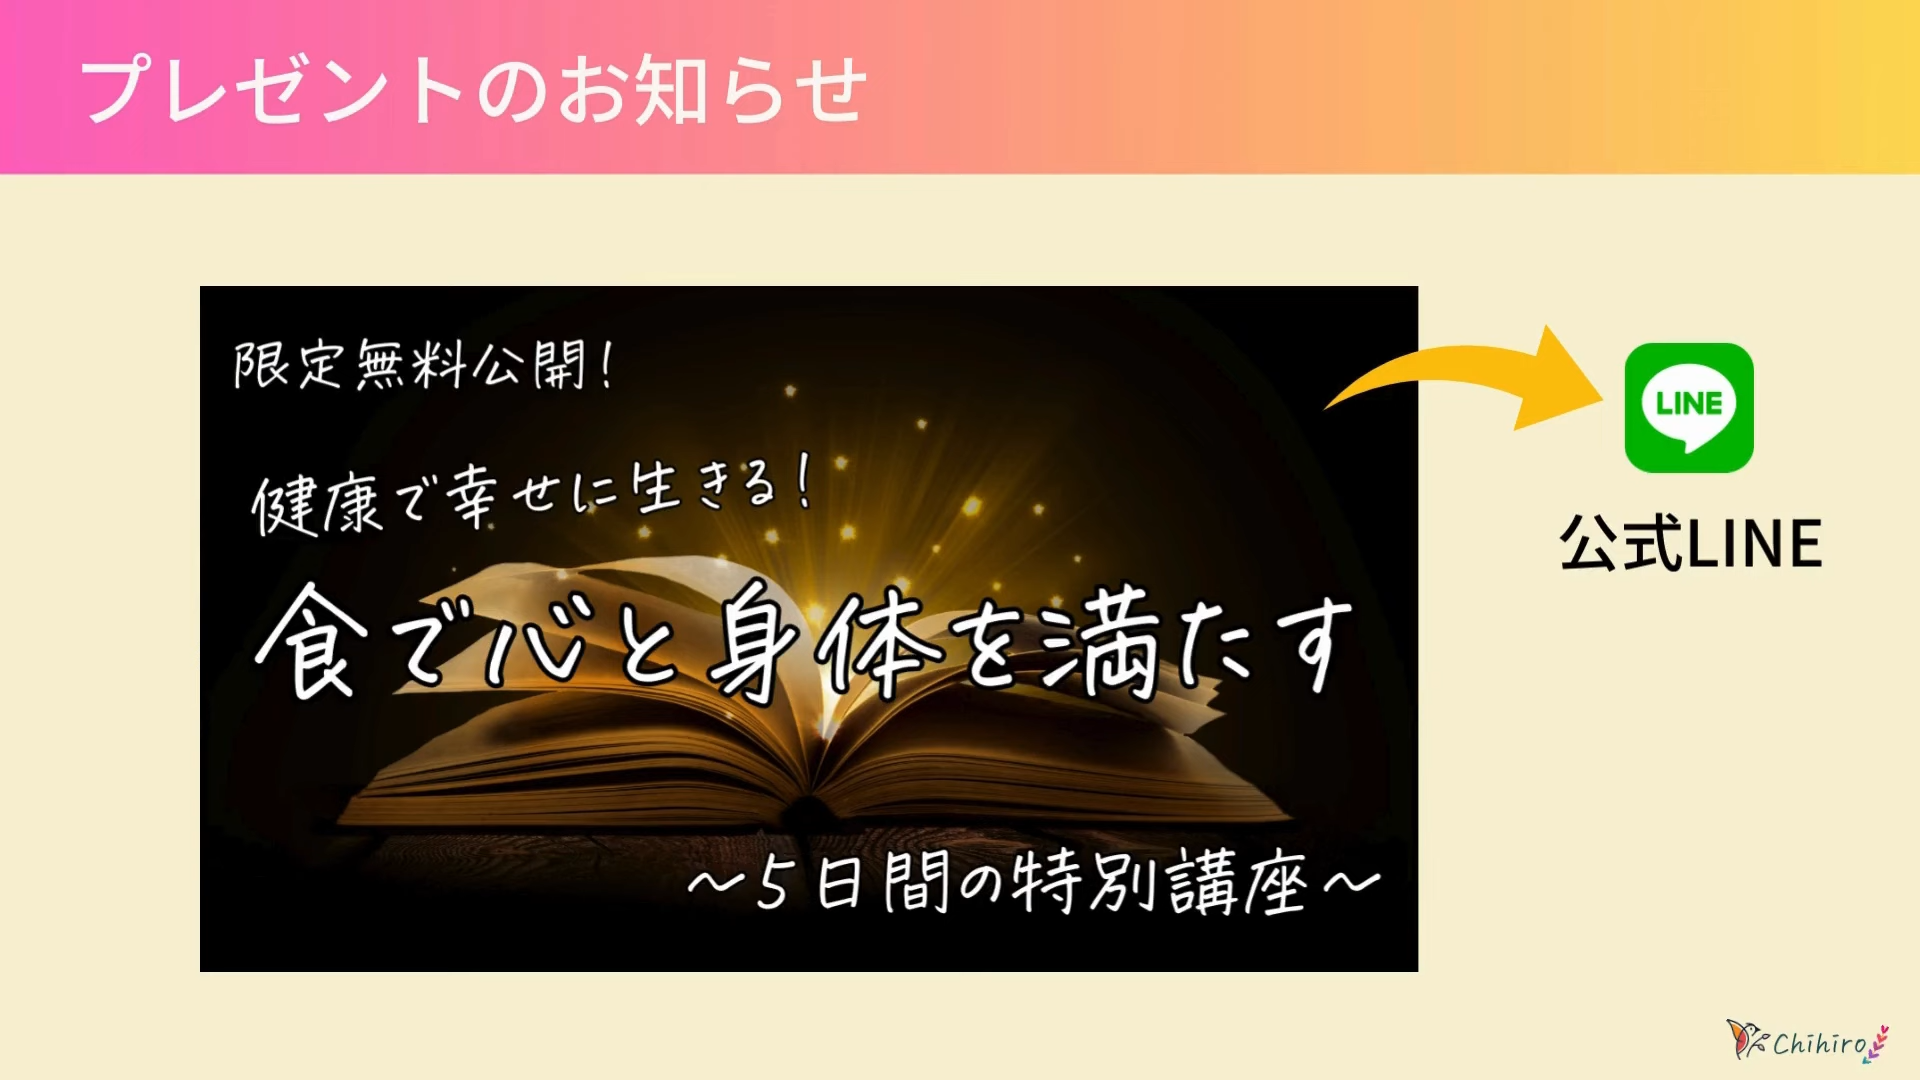 プレゼントのお知らせ
限定無料公開!
健康で幸せに生きる!
食で心と身体を満たす
～5日間の特別講座～
LINE
公式LINE
Chihiro